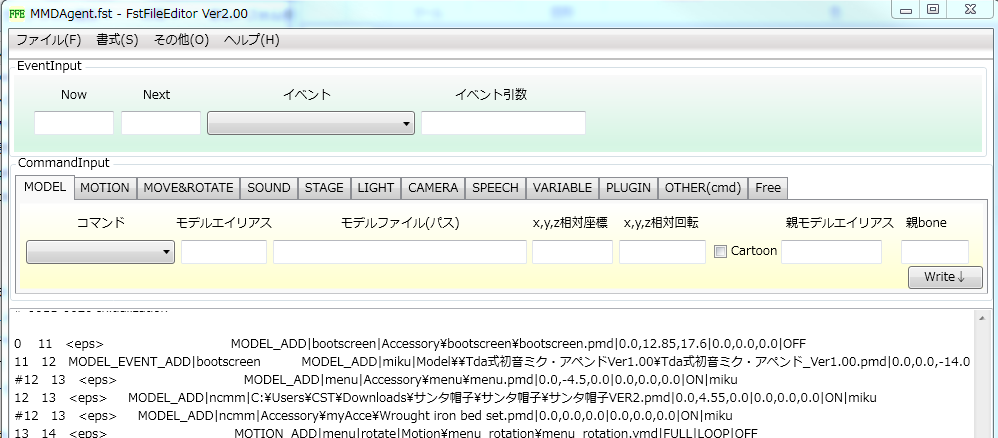 MMDAgent.fst - FstFileEditor Ver2.00
ファイル(F) 書式(S) その他(O) ヘルプ(H)
EventInput
Now Next イベント イベント引数
CommandInput
MODEL MOTION MOVE&ROTATE SOUND STAGE LIGHT CAMERA SPEECH VARIABLE PLUGIN OTHER(cmd) Free
コマンド モデルエイリアス モデルファイル(パス) x,y,z相対座標 x,y,z相対回転 親モデルエイリアス 親bone
Cartoon
Write↓
0 11 <eps> MODEL_ADD|bootscreen|Accessory¥bootscreen¥bootscreen.pmd|0.0,12.85,17.6|0.0,0.0,0.0|OFF
11 12 MODEL_EVENT_ADD|bootscreen MODEL_ADD|miku|Model¥¥Tda式初音ミク・アペンドVer1.00¥Tda式初音ミク・アペンド_Ver1.00.pmd|0.0,0.0,-14.0
#12 13 <eps> MODEL_ADD|menu|Accessory¥menu¥menu.pmd|0.0,-4.5,0.0|0.0,0.0,0.0|ON|miku
12 13 <eps> MODEL_ADD|ncmm|C:¥Users¥CST¥Downloads¥サンタ帽子¥サンタ帽子¥サンタ帽子VER2.pmd|0.0,4.55,0.0|0.0,0.0,0.0|ON|miku
#12 13 <eps> MODEL_ADD|ncmm|Accessory¥myAcce¥Wrought iron bed set.pmd|0.0,0.0,0.0|0.0,0.0,0.0|ON|miku
13 14 <eps> MOTION_ADD|menu|rotate|Motion¥menu_rotation¥menu_rotation.vmd|FULL|LOOP|OFF